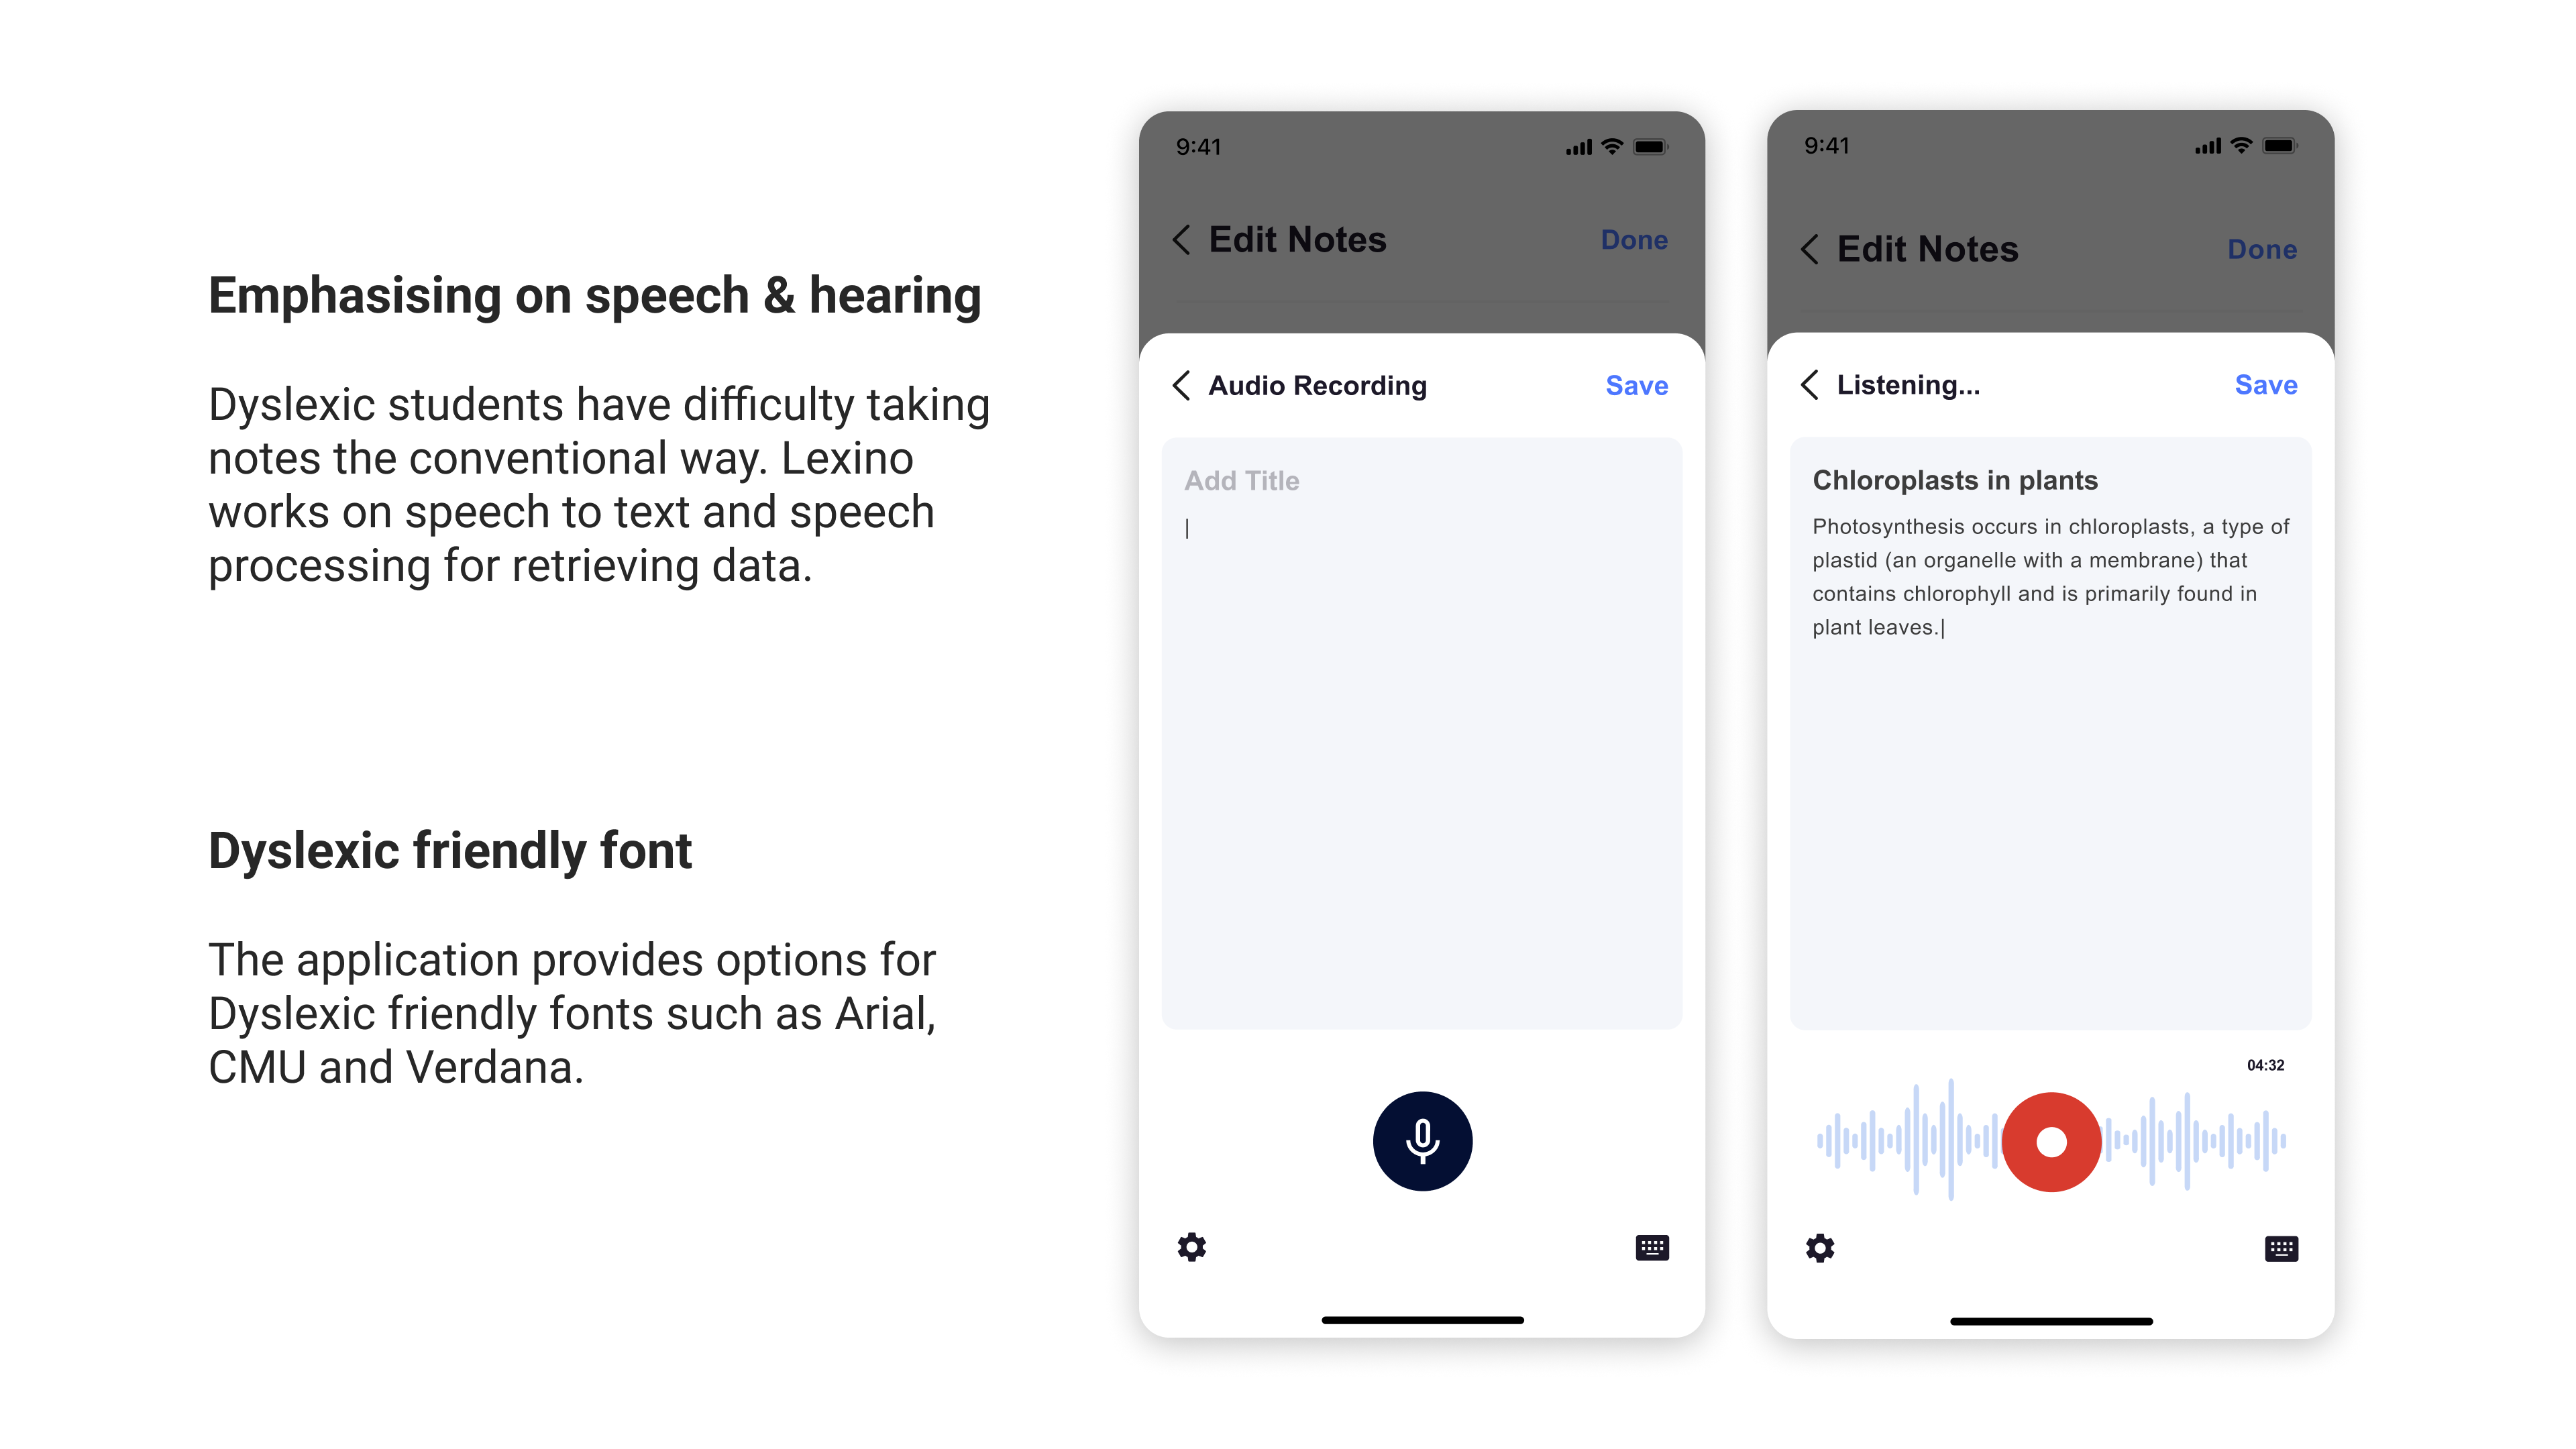 Emphasising on speech & hearing
Dyslexic students have difficulty taking
notes the conventional way. Lexino
works on speech to text and speech
processing for retrieving data.
Dyslexic friendly font
The application provides options for
Dyslexic friendly fonts such as Arial,
CMU and Verdana.
9:41
Edit Notes Done
Audio Recording Save
Add Title
9:41
Edit Notes Done
Listening... Save
Chloroplasts in plants
Photosynthesis occurs in chloroplasts, a type of
plastid (an organelle with a membrane) that
contains chlorophyll and is primarily found in
plant leaves.
04:32